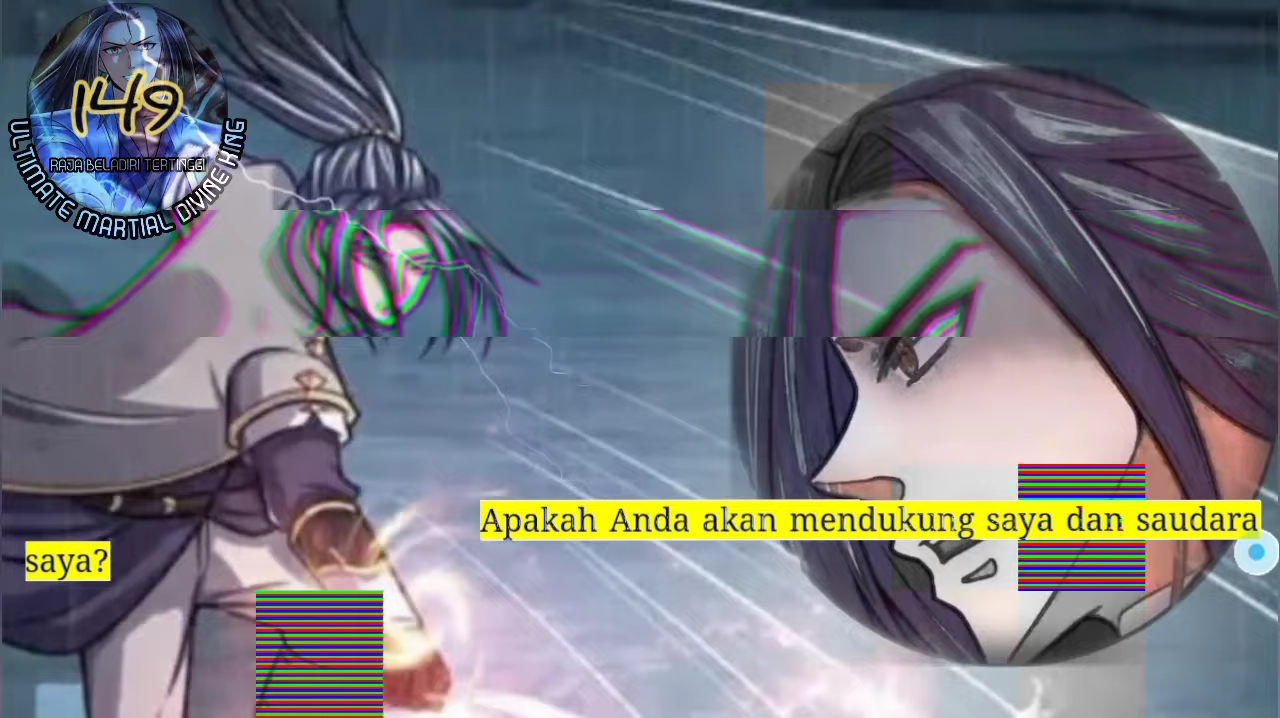 149
RAJA BELADIRI TERTINGGI
ULTIMATE MARTIAL DIVINE KING
Apakah Anda akan mendukung saya dan saudara
saya?